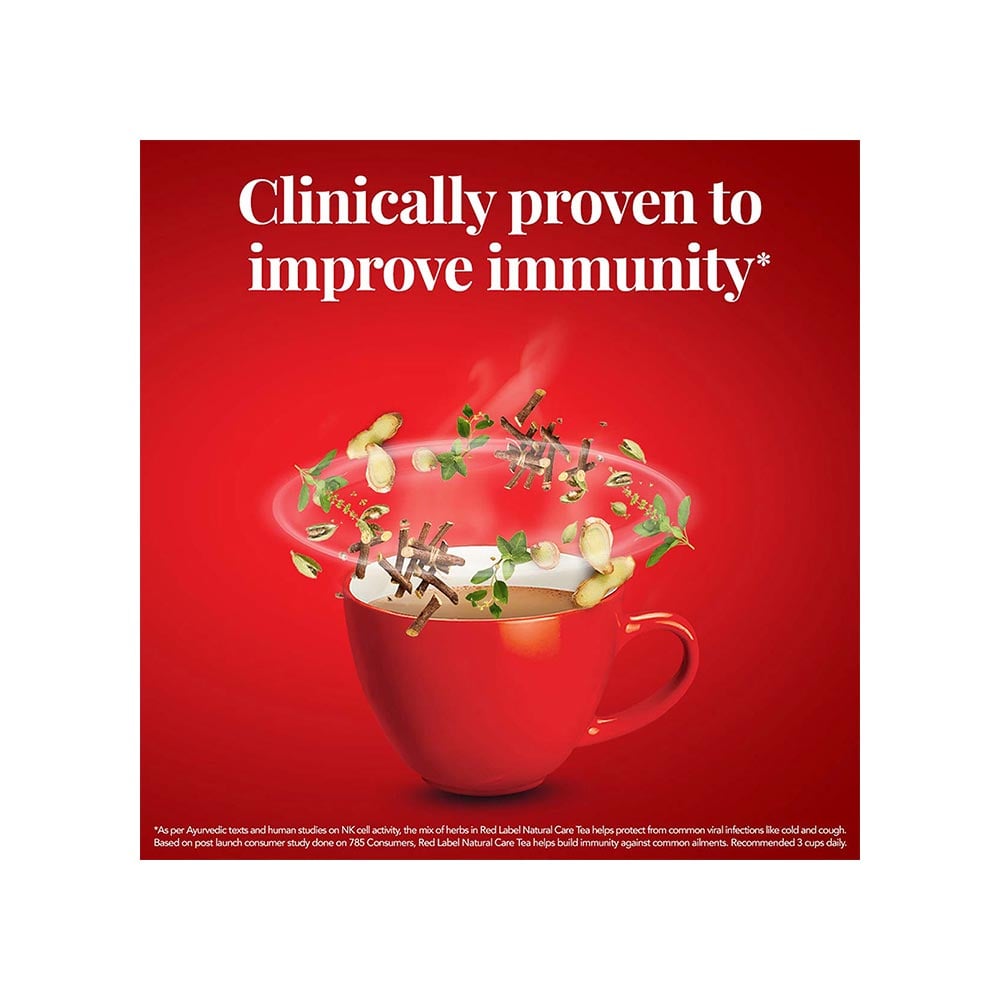 Clinically proven to
improve immunity*
*As per Ayurvedic texts and human studies on NK cell activity, the mix of herbs in Red Label Natural Care Tea helps protect from common viral infections like cold and cough.
Based on post launch consumer study done on 785 Consumers, Red Label Natural Care Tea helps build immunity against common ailments. Recommended 3 cups daily.